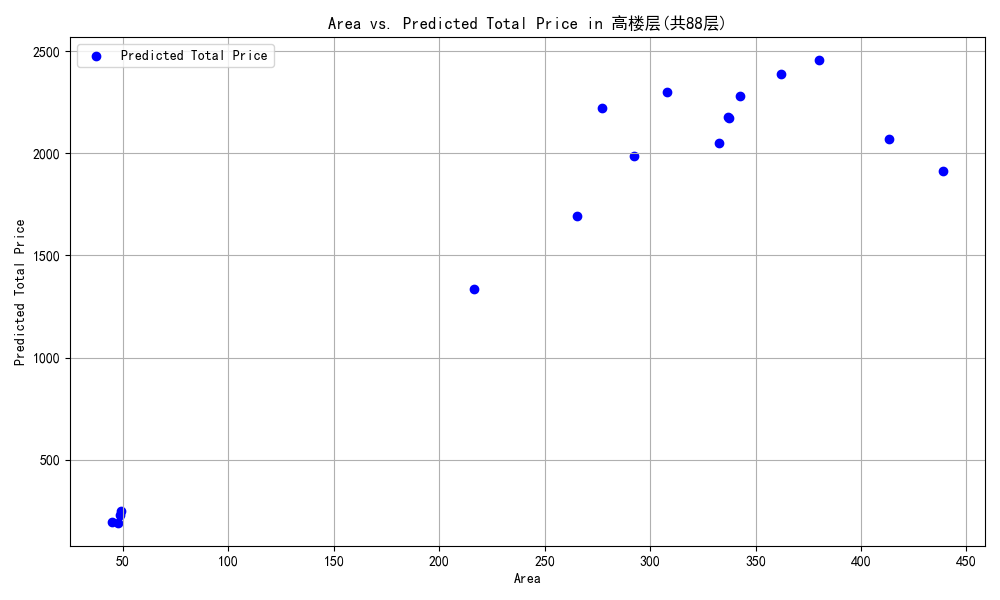 Area vs. Predicted Total Price in 高楼层(共88层)
Predicted Total Price
2500
2000
1500
1000
500
Predicted Total Price
50 100 150 200 250 300 350 400 450
Area